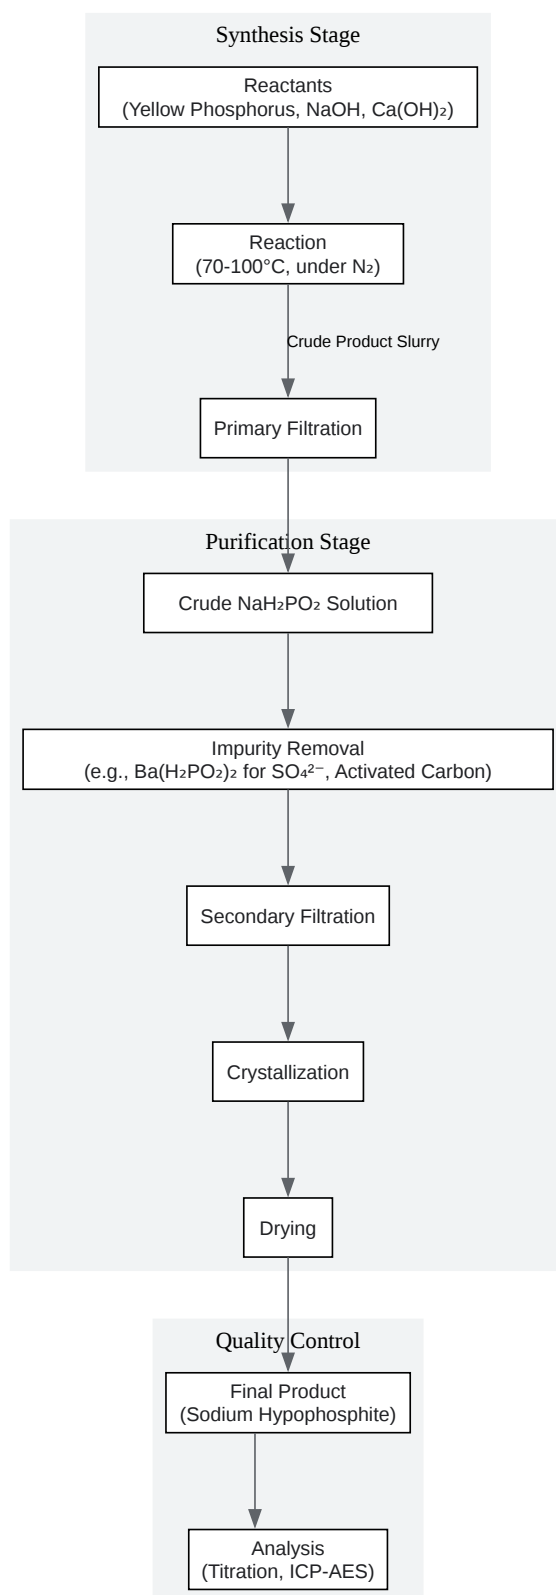 Synthesis Stage
Reactants
(Yellow Phosphorus, NaOH, Ca(OH)₂)
Reaction
(70-100°C, under N₂)
Crude Product Slurry
Primary Filtration
Purification Stage
Crude NaH₂PO₂ Solution
Impurity Removal
(e.g., Ba(H₂PO₂)₂ for SO₄²⁻, Activated Carbon)
Secondary Filtration
Crystallization
Drying
Quality Control
Final Product
(Sodium Hypophosphite)
Analysis
(Titration, ICP-AES)